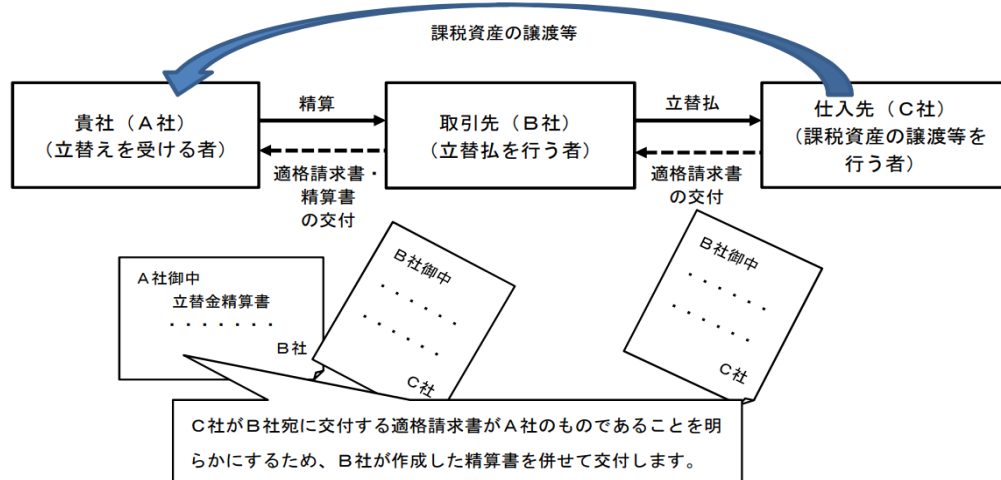 課税資産の譲渡等
貴社（Ａ社）
（立替えを受ける者）
精算
適格請求書・
精算書
の交付
取引先（Ｂ社）
（立替払を行う者）
立替払
適格請求書
の交付
仕入先（Ｃ社）
（課税資産の譲渡等を
行う者）
Ａ社御中
立替金精算書
・・・・・・・
Ｂ社
Ｂ社御中
・・・・・・
・・・・・・
Ｃ社
Ｂ社御中
・・・・・・
・・・・・・
Ｃ社
Ｃ社がＢ社宛に交付する適格請求書がＡ社のものであることを明
らかにするため、Ｂ社が作成した精算書を併せて交付します。